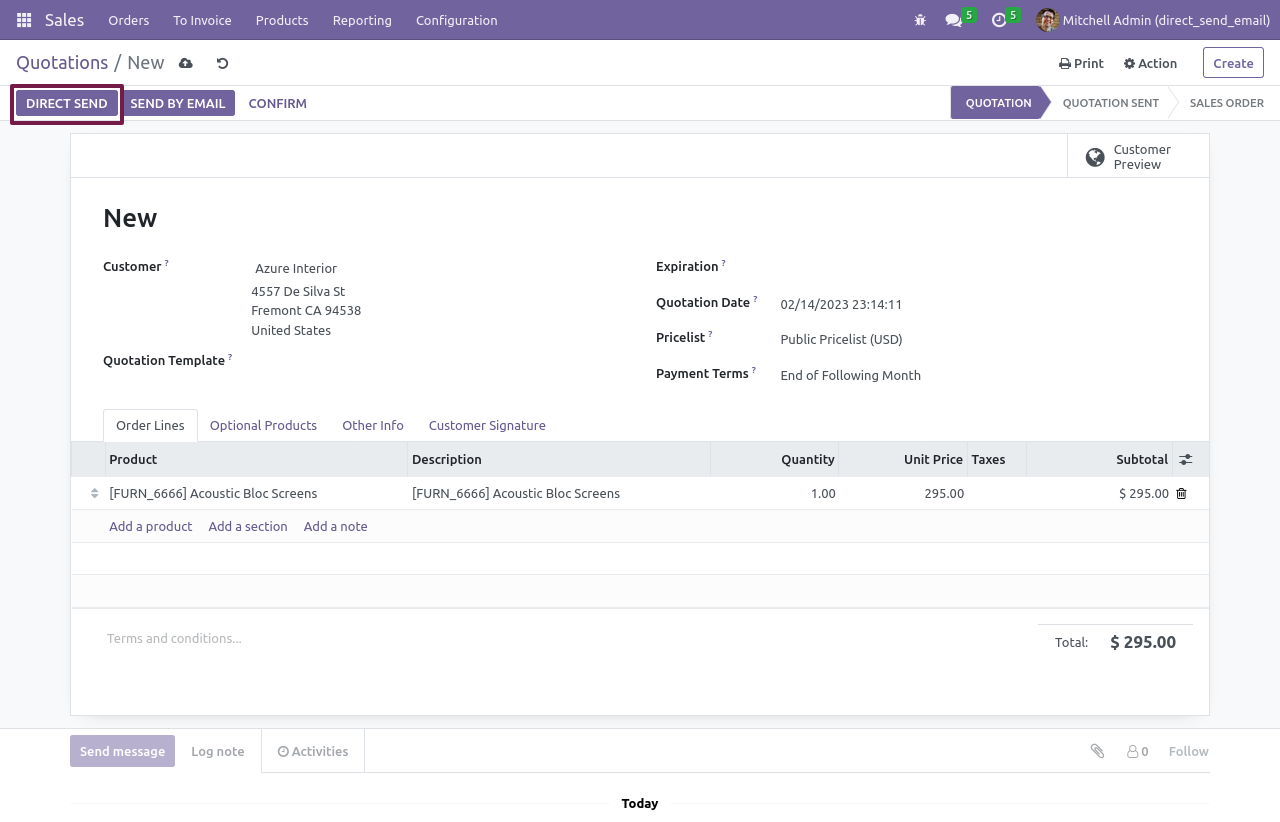 Sales Orders To Invoice Products Reporting Configuration 5 5 Mitchell Admin (direct_send_email)
Quotations / New Print Action Create
DIRECT SEND SEND BY EMAIL CONFIRM QUOTATION QUOTATION SENT SALES ORDER
Customer
Preview
New
Customer ? Azure Interior Expiration ?
4557 De Silva St
Fremont CA 94538 Quotation Date ? 02/14/2023 23:14:11
United States
Pricelist ? Public Pricelist (USD)
Quotation Template ?
Payment Terms ? End of Following Month
Order Lines Optional Products Other Info Customer Signature
Product Description Quantity Unit Price Taxes Subtotal
[FURN_6666] Acoustic Bloc Screens [FURN_6666] Acoustic Bloc Screens 1.00 295.00 $ 295.00
Add a product Add a section Add a note
Terms and conditions... Total: $ 295.00
Send message Log note Activities 0 Follow
Today